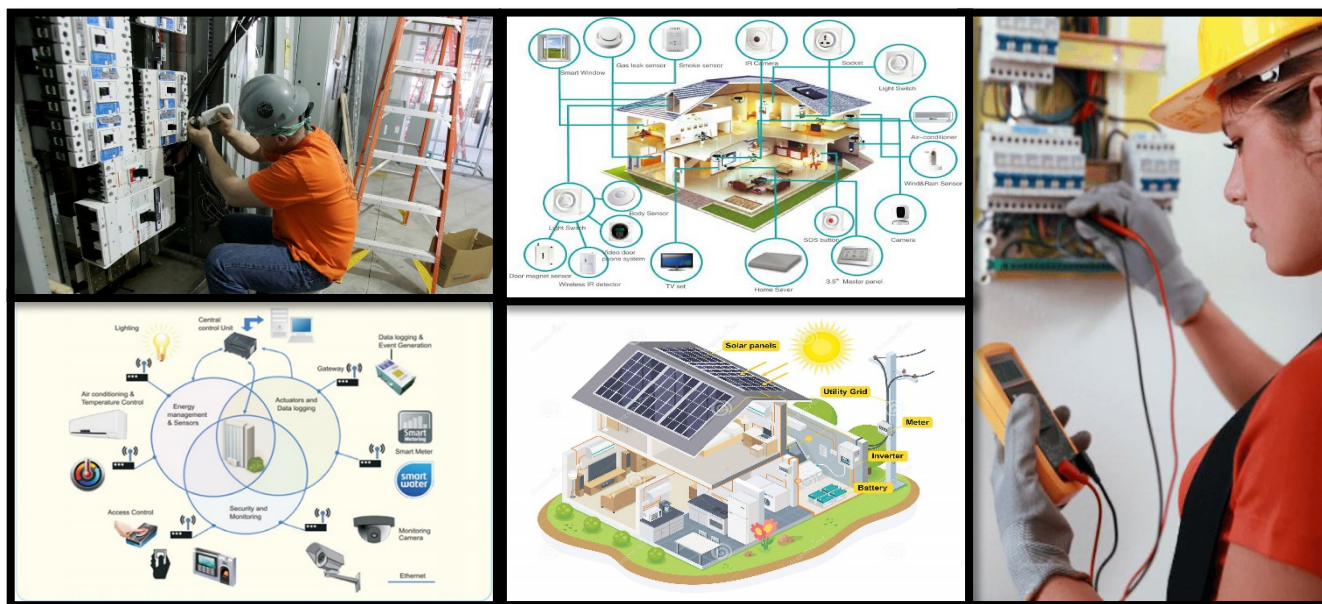 Smart Window
Gas leak sensor
Smoke sensor
IR Camera
Socket
Light Switch
Air-conditioner
Wind&Rain Sensor
Camera
SOS button
3.5" Master panel
Home Saver
TV set
Wireless IR detector
Door magnet sensor
Video door
phone system
Light Switch
Body Sensor
Lighting
Central
control Unit
Data logging &
Event Generation
Gateway
Air conditioning &
Temperature Control
Energy
management
& Sensors
Actuators and
Data logging
Smart
Metering
Smart Meter
smart
water
Security and
Monitoring
Access Control
Monitoring
Camera
Ethernet
Solar panels
Utility Grid
Meter
Inverter
Battery